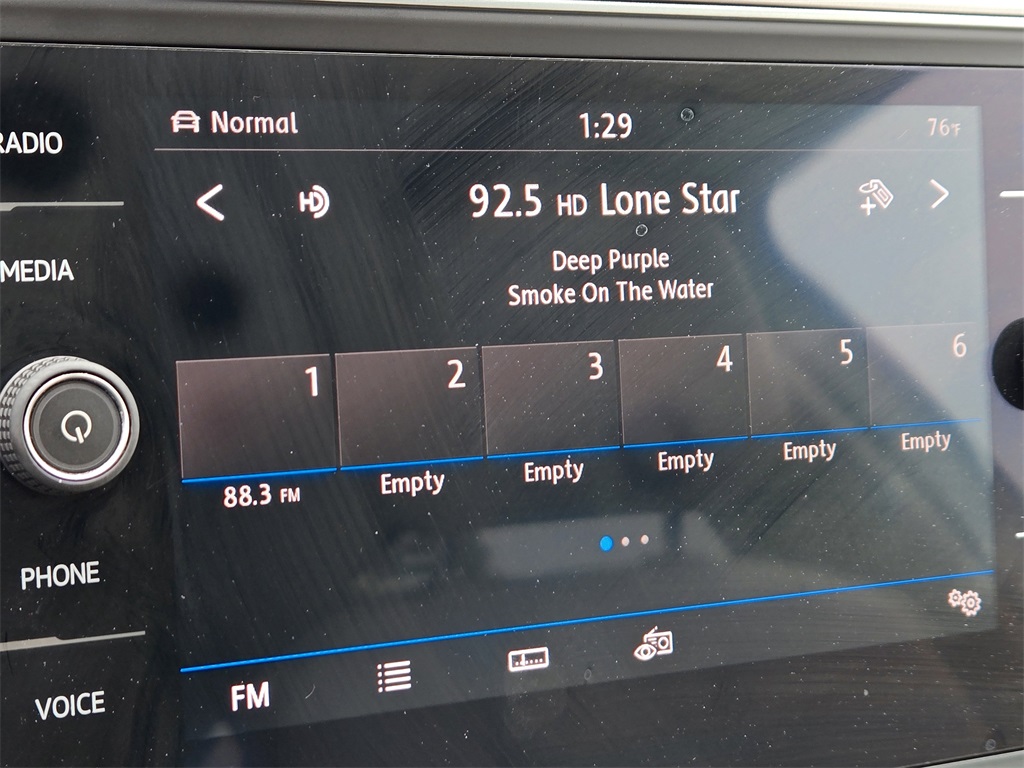 RADIO
MEDIA
PHONE
VOICE
Normal
1:29
76°F
HD
92.5 HD Lone Star
Deep Purple
Smoke On The Water
1
2
3
4
5
6
88.3 FM
Empty
Empty
Empty
Empty
Empty
FM